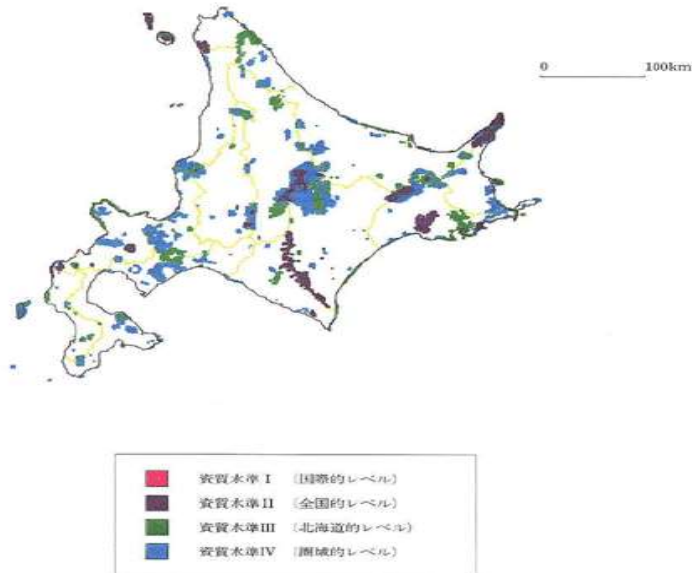 0 100km
資質水準 I (国際的レベル)
資質水準II (全国的レベル)
資質水準III (北海道的レベル)
資質水準IV (圏域的レベル)